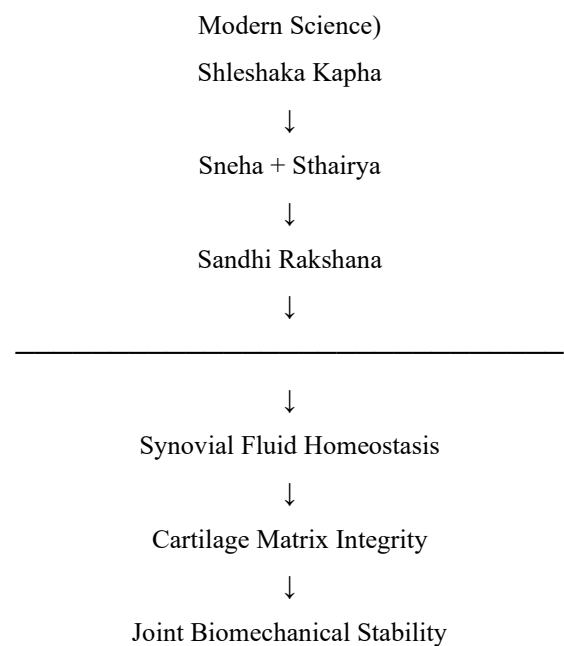 Modern Science)
Shleshaka Kapha
↓
Sneha + Sthairya
↓
Sandhi Rakshana
↓
↓
Synovial Fluid Homeostasis
↓
Cartilage Matrix Integrity
↓
Joint Biomechanical Stability